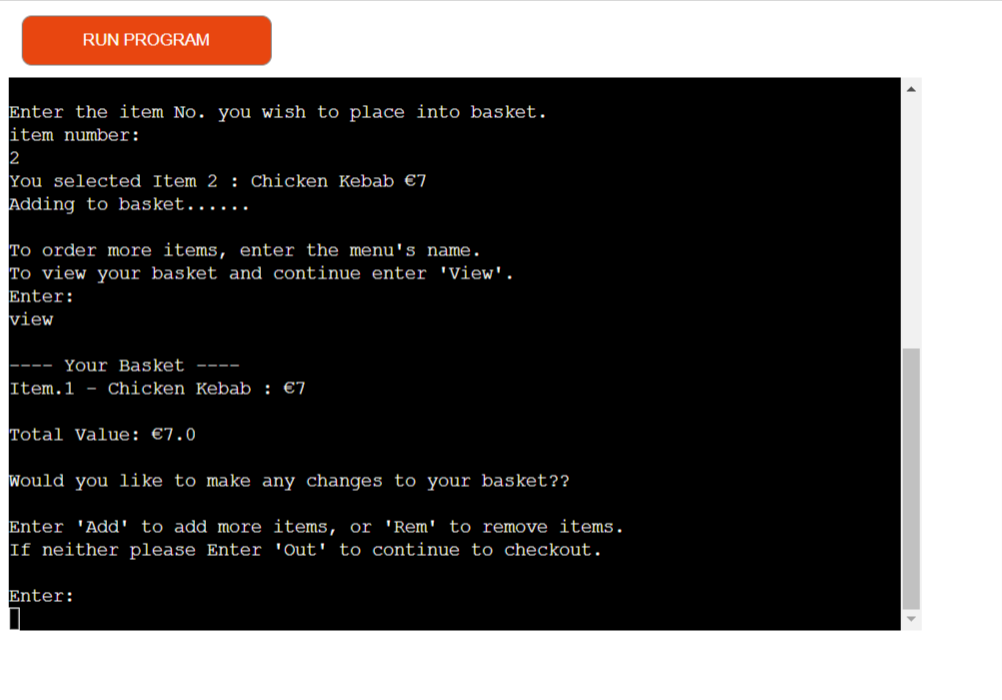 RUN PROGRAM
Enter the item No. you wish to place into basket.
item number:
2
You selected Item 2 : Chicken Kebab €7
Adding to basket......
To order more items, enter the menu's name.
To view your basket and continue enter 'View'.
Enter:
view
---- Your Basket ----
Item.1 - Chicken Kebab : €7
Total Value: €7.0
Would you like to make any changes to your basket??
Enter 'Add' to add more items, or 'Rem' to remove items.
If neither please Enter 'Out' to continue to checkout.
Enter: